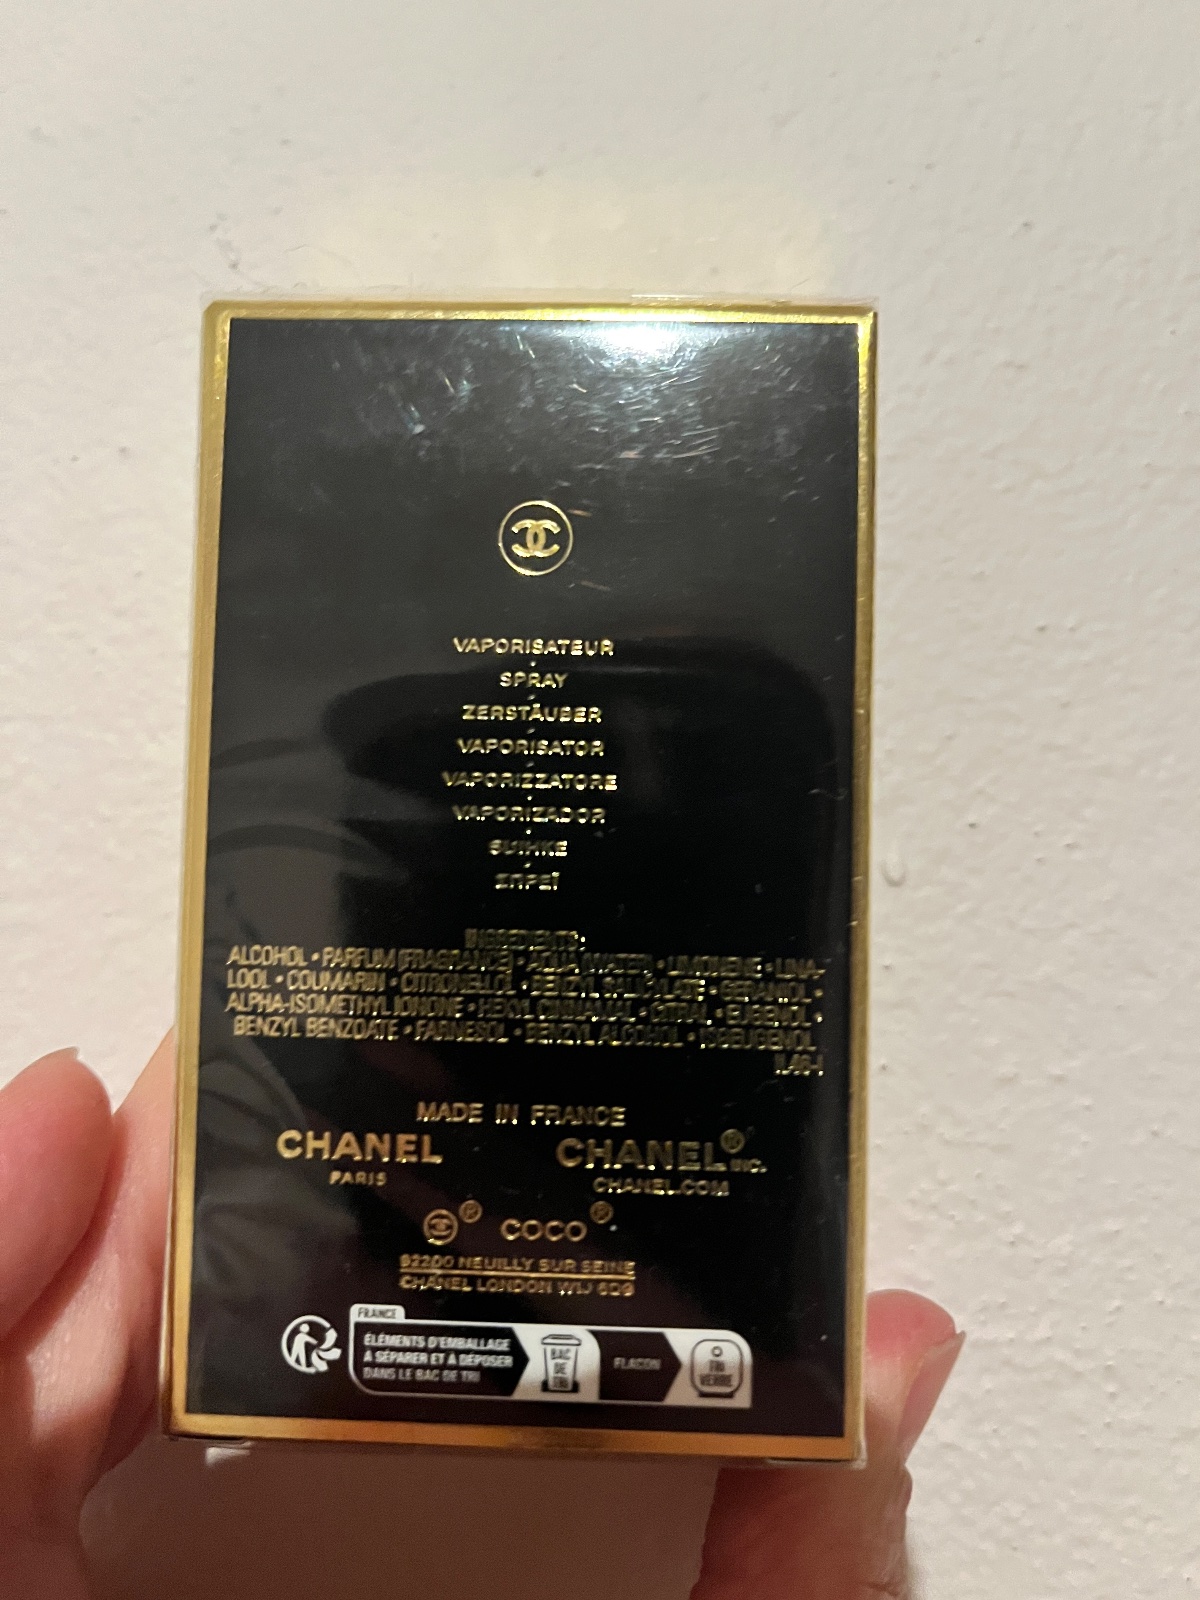 VAPORISATEUR
SPRAY
ZERSTÄUBER
VAPORISATOR
VAPORIZZATORE
VAPORIZADOR
SUIHKE
ΣΠΡΕΪ
INGREDIENTS:
ALCOHOL • PARFUM (FRAGRANCE) • AQUA (WATER) • LIMONENE • LINA-
LOOL • COUMARIN • CITRONELLOL • BENZYL SALICYLATE • GERANIOL •
ALPHA-ISOMETHYL IONONE • HEXYL CINNAMAL • CITRAL • EUGENOL •
BENZYL BENZOATE • FARNESOL • BENZYL ALCOHOL • ISOEUGENOL
MADE IN FRANCE
CHANEL CHANEL® INC.
PARIS CHANEL.COM
® COCO®
92200 NEUILLY SUR SEINE
CHANEL LONDON W1J
FRANCE
ÉLÉMENTS D'EMBALLAGE
À SÉPARER ET À DÉPOSER
DANS LE BAC DE TRI
BAC
DE
TRI
FLACON
TRI
VERRE